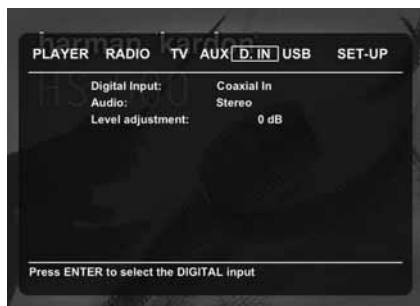 harman kardon
PLAYER RADIO TV AUX D. IN USB SET-UP
HS
Digital Input: Coaxial In
Audio: Stereo
Level adjustment: 0 dB
Press ENTER to select the DIGITAL input